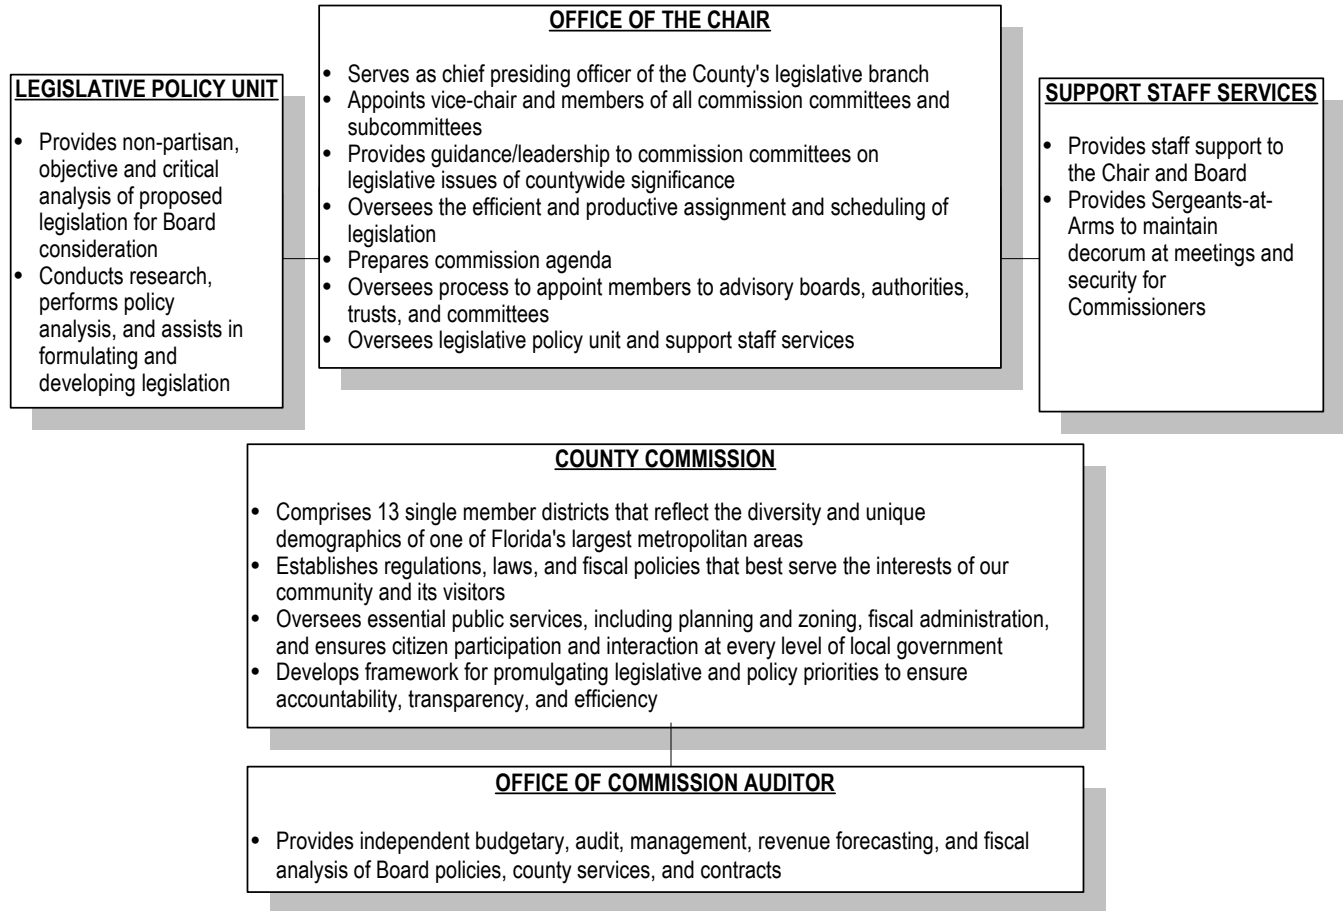 OFFICE OF THE CHAIR
• Serves as chief presiding officer of the County's legislative branch
• Appoints vice-chair and members of all commission committees and
subcommittees
• Provides guidance/leadership to commission committees on
legislative issues of countywide significance
• Oversees the efficient and productive assignment and scheduling of
legislation
• Prepares commission agenda
• Oversees process to appoint members to advisory boards, authorities,
trusts, and committees
• Oversees legislative policy unit and support staff services
LEGISLATIVE POLICY UNIT
• Provides non-partisan,
objective and critical
analysis of proposed
legislation for Board
consideration
• Conducts research,
performs policy
analysis, and assists in
formulating and
developing legislation
SUPPORT STAFF SERVICES
• Provides staff support to
the Chair and Board
• Provides Sergeants-at-
Arms to maintain
decorum at meetings and
security for
Commissioners
COUNTY COMMISSION
• Comprises 13 single member districts that reflect the diversity and unique
demographics of one of Florida's largest metropolitan areas
• Establishes regulations, laws, and fiscal policies that best serve the interests of our
community and its visitors
• Oversees essential public services, including planning and zoning, fiscal administration,
and ensures citizen participation and interaction at every level of local government
• Develops framework for promulgating legislative and policy priorities to ensure
accountability, transparency, and efficiency
OFFICE OF COMMISSION AUDITOR
• Provides independent budgetary, audit, management, revenue forecasting, and fiscal
analysis of Board policies, county services, and contracts